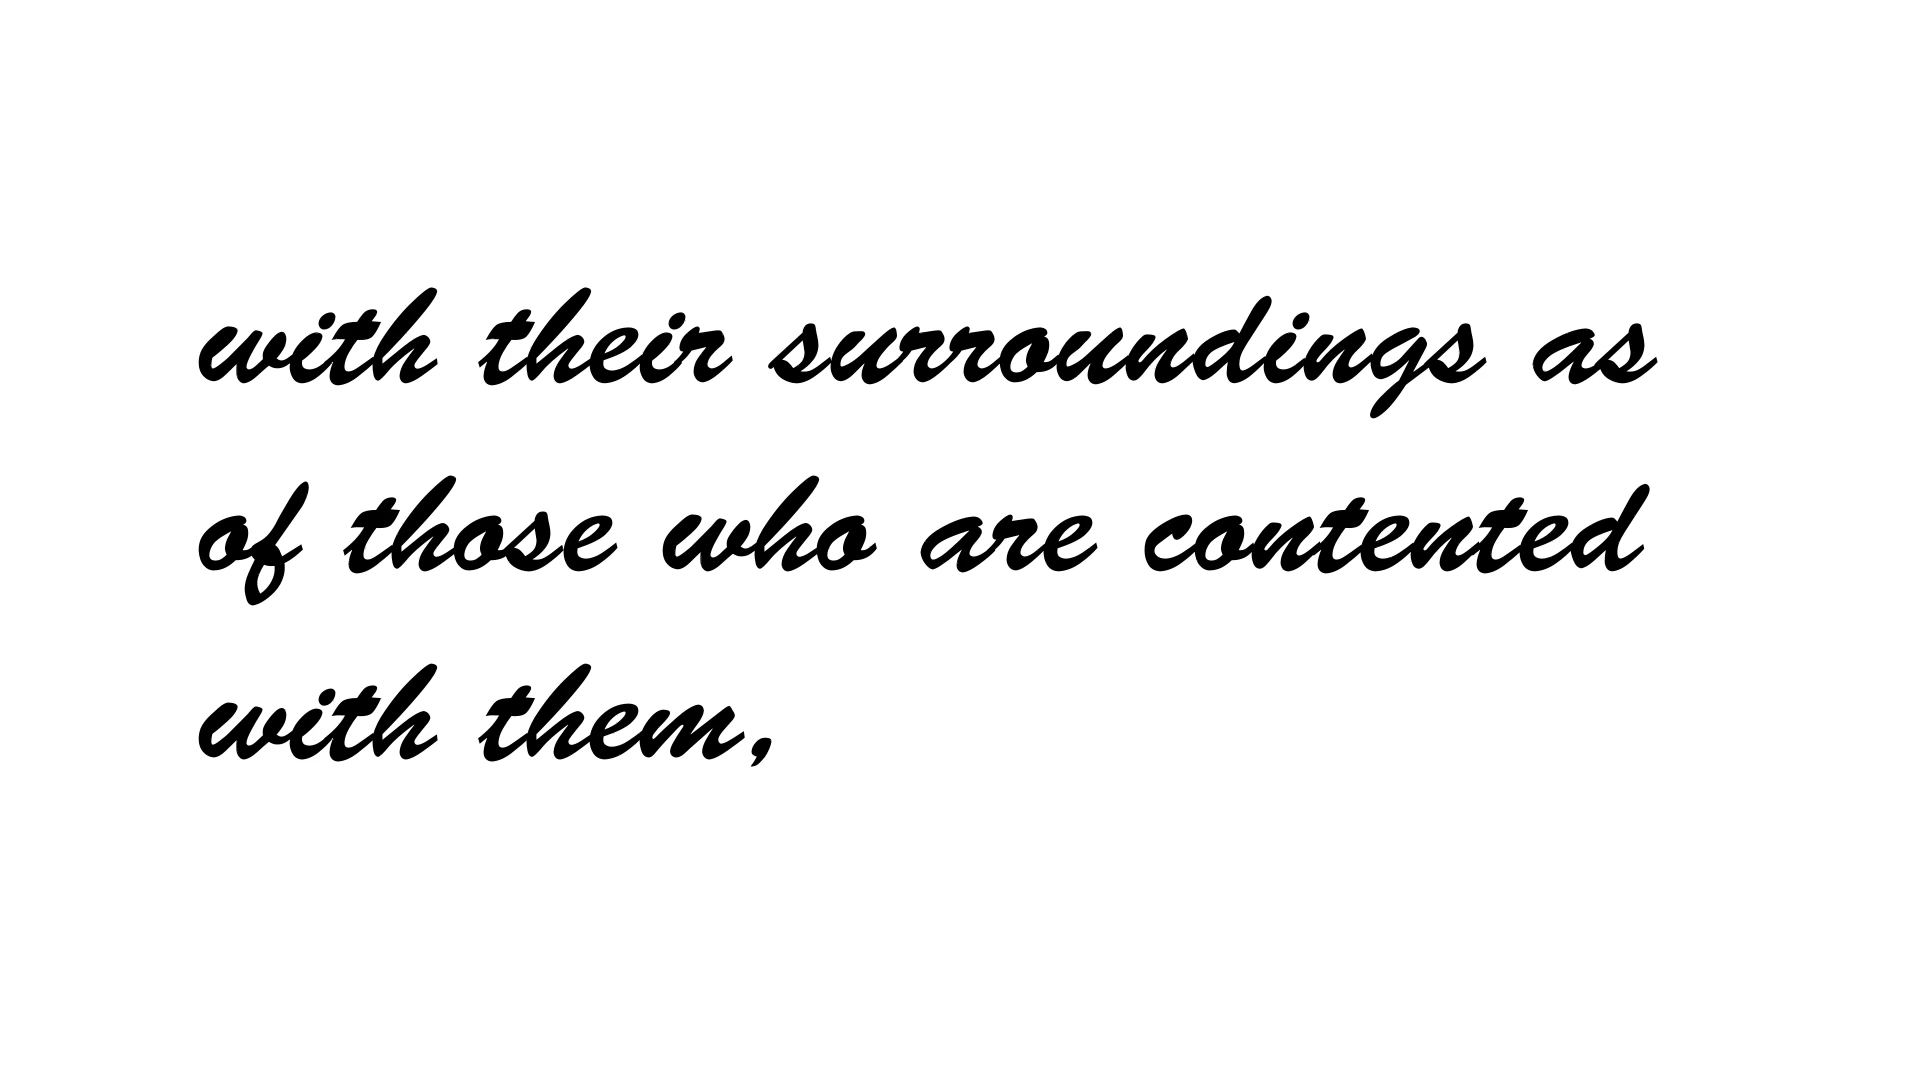 with their surroundings as
of those who are contented
with them,